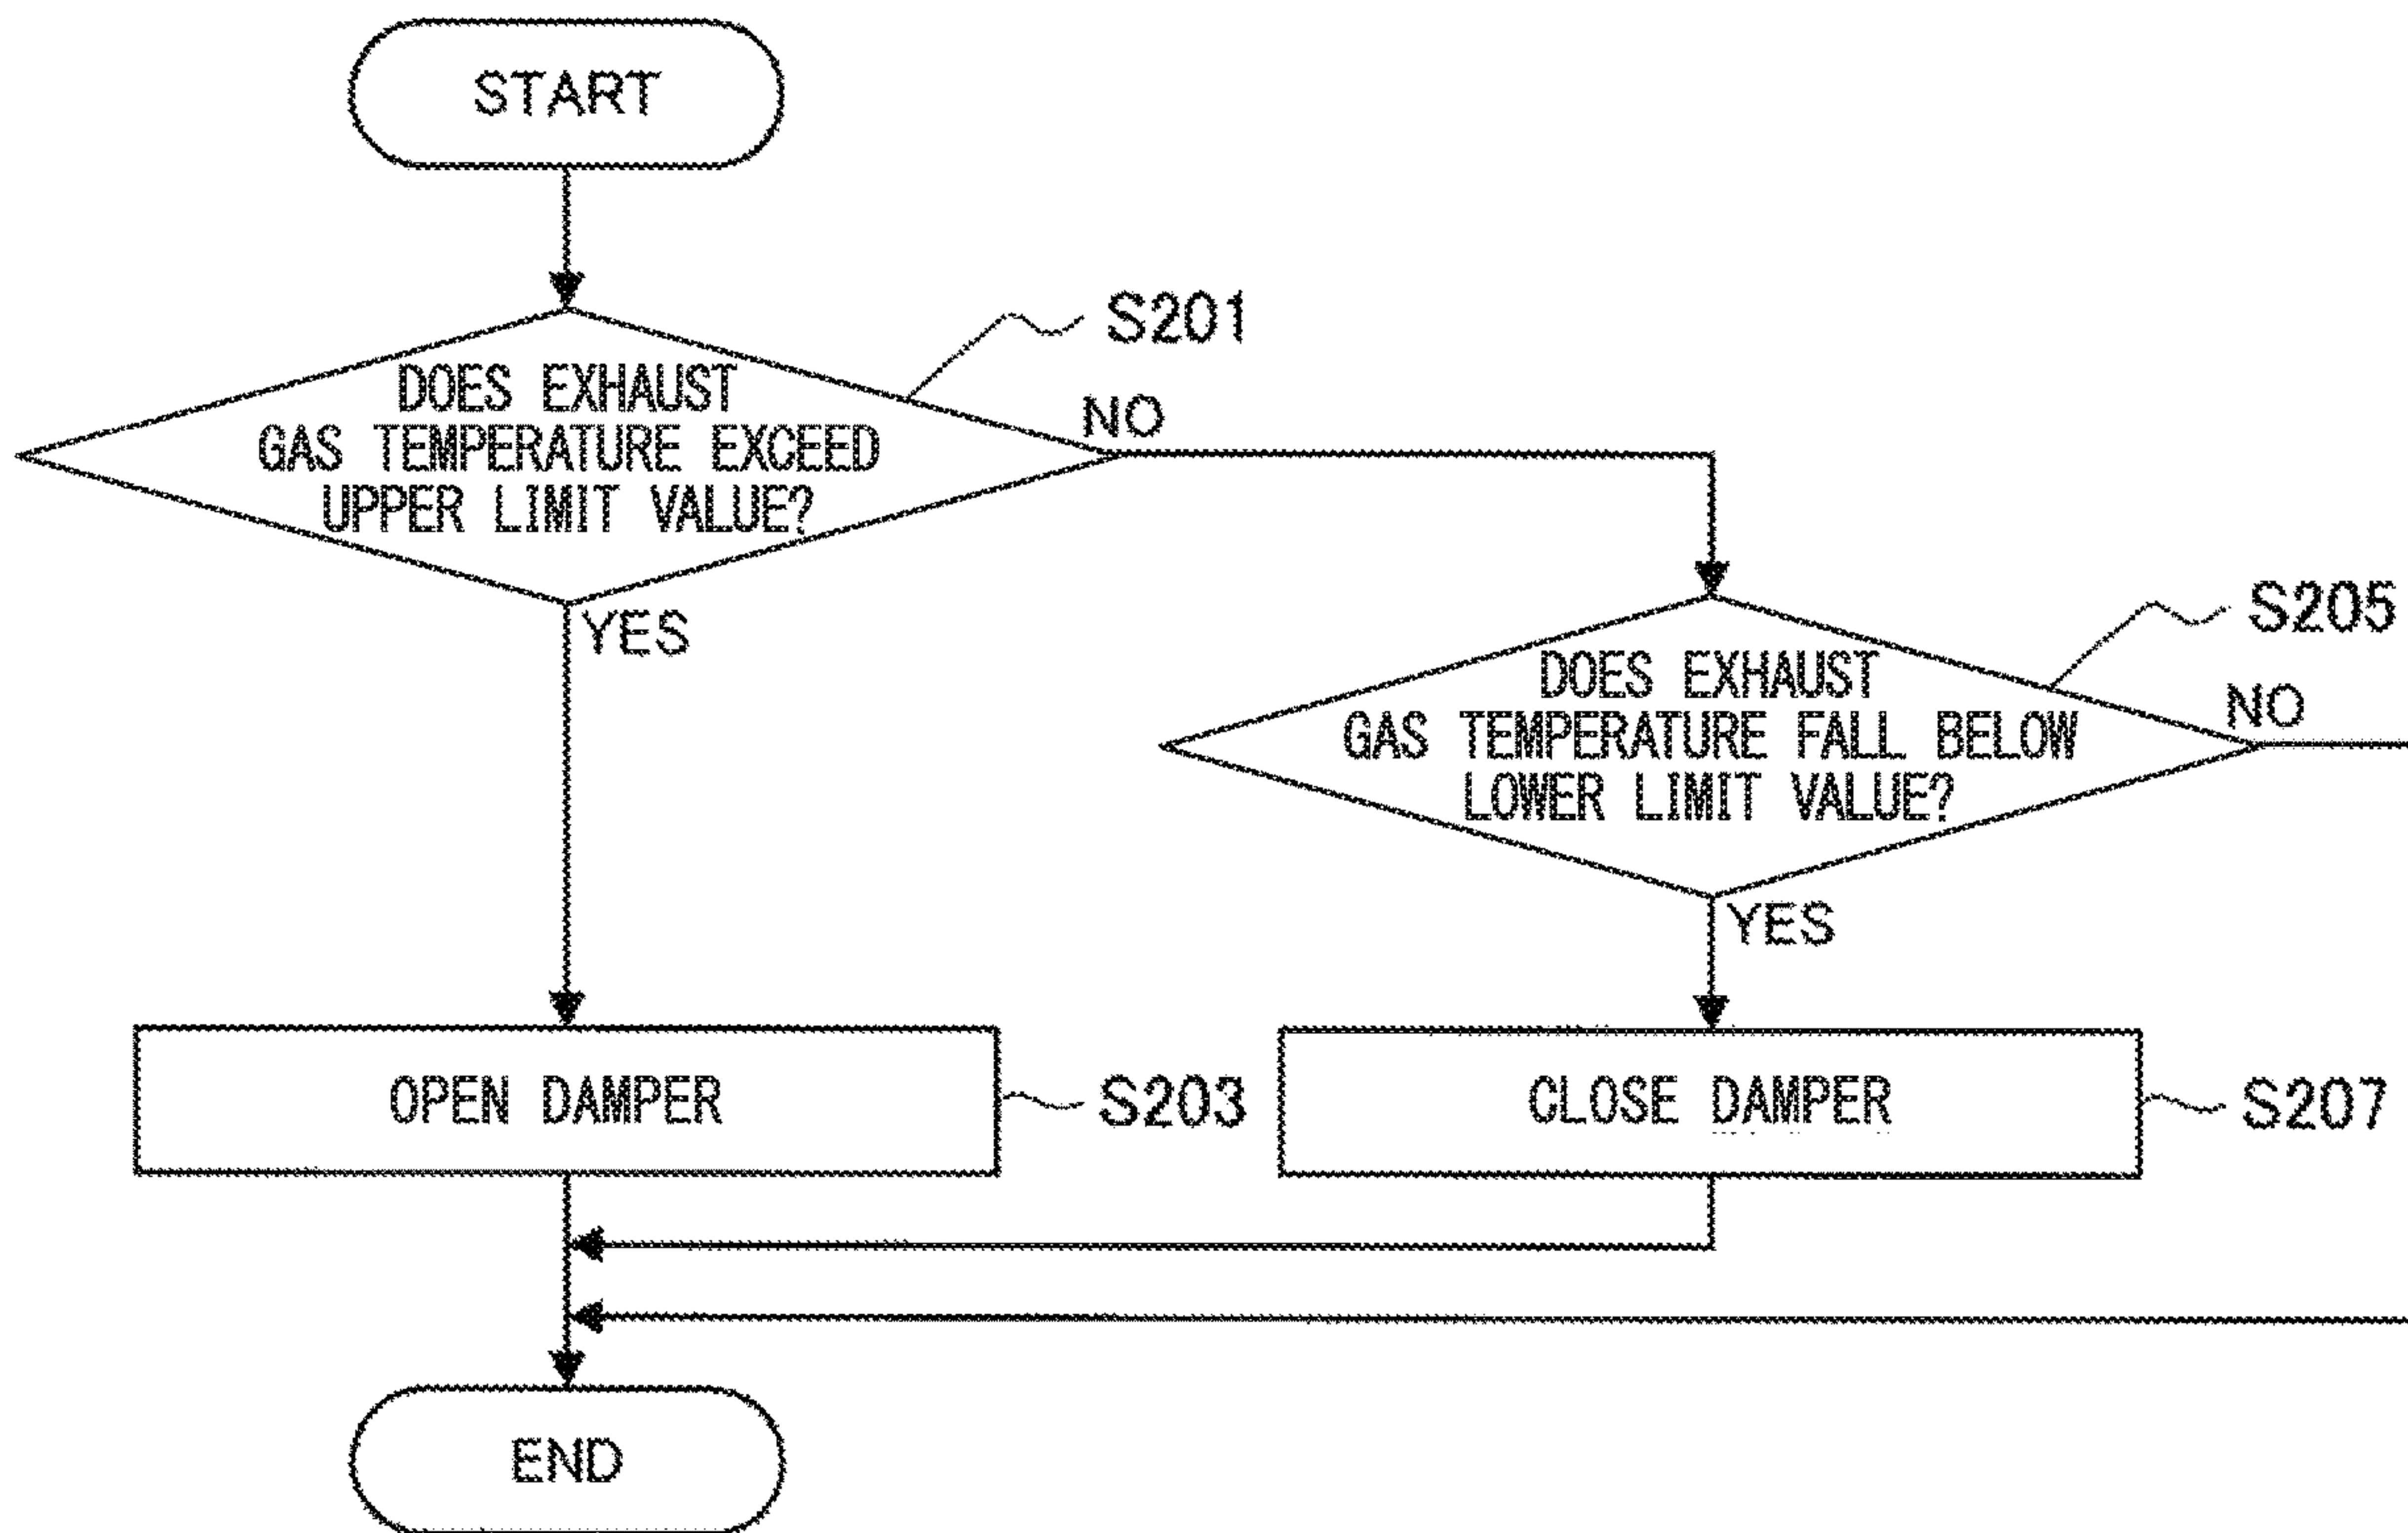 START
S201
DOES EXHAUST
GAS TEMPERATURE EXCEED
UPPER LIMIT VALUE?
NO
YES
S205
DOES EXHAUST
GAS TEMPERATURE FALL BELOW
LOWER LIMIT VALUE?
NO
YES
OPEN DAMPER
S203
CLOSE DAMPER
S207
END